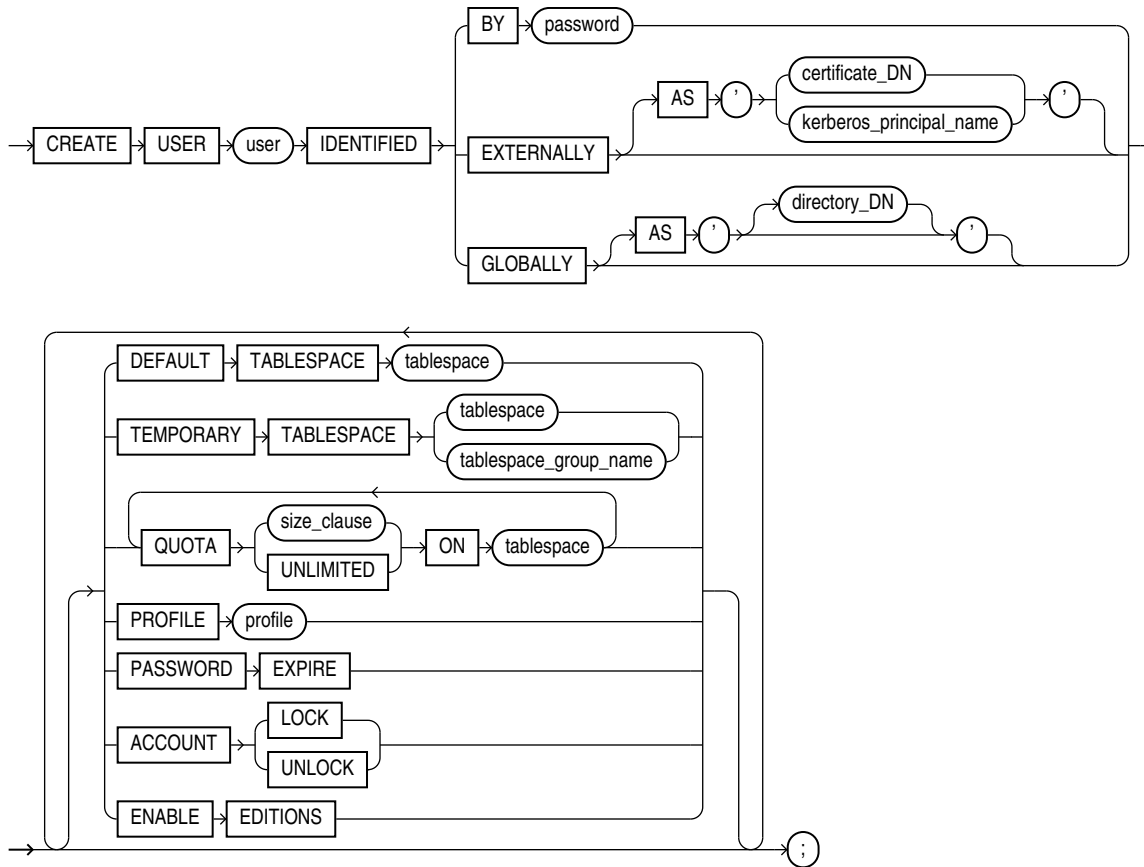 BY password
certificate_DN
AS ’ ’
kerberos_principal_name
CREATE USER user IDENTIFIED EXTERNALLY
directory_DN
AS ’ ’
GLOBALLY
DEFAULT TABLESPACE tablespace
tablespace
TEMPORARY TABLESPACE
tablespace_group_name
size_clause
QUOTA ON tablespace
UNLIMITED
PROFILE profile
PASSWORD EXPIRE
LOCK
ACCOUNT
UNLOCK
ENABLE EDITIONS
;